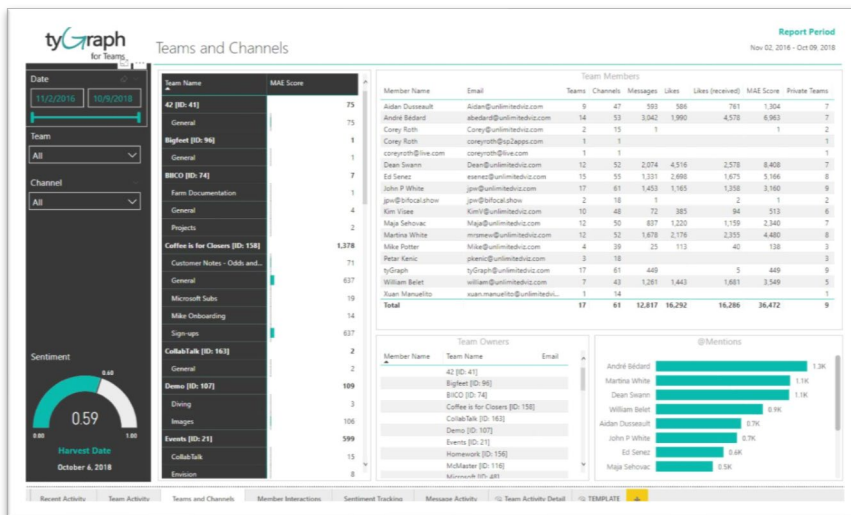 tyGraph
for Teams
Teams and Channels
Report Period
Nov 02, 2016 - Oct 09, 2018
Date
11/2/2016 10/9/2018
Team
All
Channel
All
Sentiment
0.60
0.59
0.00 1.00
Harvest Date
October 6, 2018
Team Name MAE Score
42 [ID: 41] 75
General 75
Bigfeet [ID: 96] 1
General 1
BIICO [ID: 74] 7
Farm Documentation 1
General 4
Projects 2
Coffee is for Closers [ID: 158] 1,378
Customer Notes - Odds and... 71
General 637
Microsoft Subs 19
Mike Onboarding 14
Sign-ups 637
CollabTalk [ID: 163] 2
General 2
Demo [ID: 107] 109
Diving 3
Images 106
Events [ID: 21] 599
CollabTalk 15
Envision 8
Team Members
Member Name Email Teams Channels Messages Likes Likes (received) MAE Score Private Teams
Aidan Dusseault Aidan@unlimitedviz.com 9 47 593 586 761 1,304 7
André Bédard abedard@unlimitedviz.com 14 53 3,042 1,990 4,578 6,963 7
Corey Roth Corey@unlimitedviz.com 2 15 1 1 2
Corey Roth coreyroth@sp2apps.com 1 1 1
coreyroth@live.com coreyroth@live.com 1 1 1
Dean Swann Dean@unlimitedviz.com 12 52 2,074 4,516 2,578 8,408 7
Ed Senez esenez@unlimitedviz.com 15 55 1,331 2,698 1,675 5,166 8
John P White jpw@unlimitedviz.com 17 61 1,453 1,165 1,358 3,160 9
jpw@bifocal.show jpw@bifocal.show 2 18 1 2 1 2
Kim Visee KimV@unlimitedviz.com 10 48 72 385 94 513 6
Maja Sehovac Maja@unlimitedviz.com 12 50 837 1,220 1,159 2,340 7
Martina White mrsmew@unlimitedviz.com 12 52 1,678 2,176 2,355 4,480 8
Mike Potter Mike@unlimitedviz.com 4 39 25 113 40 138 3
Petar Kenic pkenic@unlimitedviz.com 3 18 3
tyGraph tyGraph@unlimitedviz.com 17 61 449 5 449 9
William Belet william@unlimitedviz.com 7 43 1,261 1,443 1,681 3,549 5
Xuan Manuelito xuan.manuelito@unlimitedvi... 1 14 1
Total 17 61 12,817 16,292 16,286 36,472 9
Team Owners
Member Name Team Name Email
42 [ID: 41]
Bigfeet [ID: 96]
BIICO [ID: 74]
Coffee is for Closers [ID: 158]
CollabTalk [ID: 163]
Demo [ID: 107]
Events [ID: 21]
Homework [ID: 156]
McMaster [ID: 116]
Microsoft [ID: 48]
@Mentions
André Bédard 1.3K
Martina White 1.1K
Dean Swann 1.1K
William Belet 0.9K
Aidan Dusseault 0.7K
John P White 0.7K
Ed Senez 0.6K
Maja Sehovac 0.5K
Recent Activity Team Activity Teams and Channels Member Interactions Sentiment Tracking Message Activity Team Activity Detail TEMPLATE +